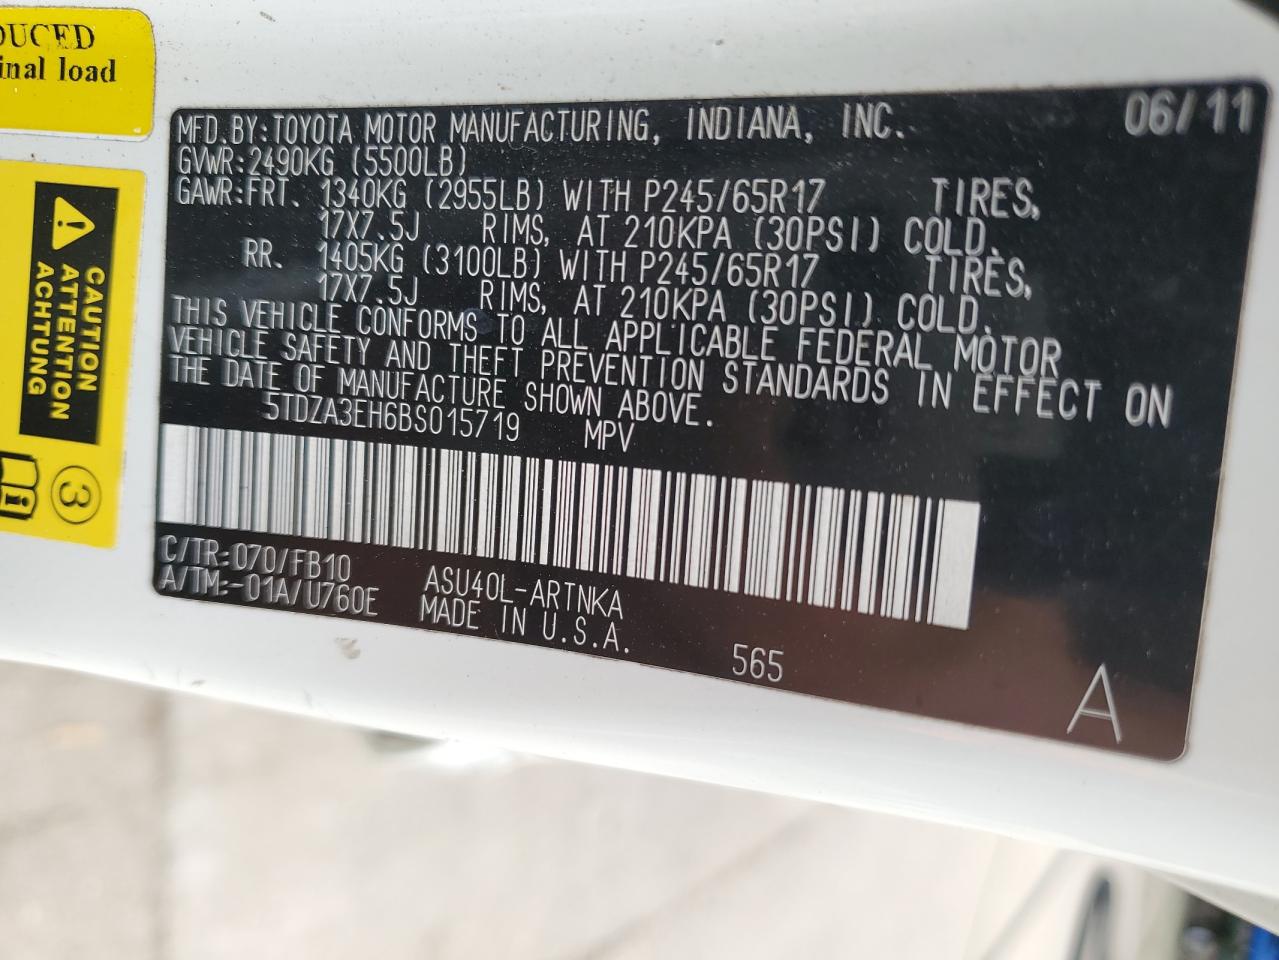 DUCED
inal load
CAUTION
ATTENTION
ACHTUNG
3
MFD.BY:TOYOTA MOTOR MANUFACTURING, INDIANA, INC. 06/11
GVWR:2490KG (5500LB)
GAWR:FRT. 1340KG (2955LB) WITH P245/65R17 TIRES,
17X7.5J RIMS, AT 210KPA (30PSI) COLD.
RR. 1405KG (3100LB) WITH P245/65R17 TIRES,
17X7.5J RIMS, AT 210KPA (30PSI) COLD.
THIS VEHICLE CONFORMS TO ALL APPLICABLE FEDERAL MOTOR
VEHICLE SAFETY AND THEFT PREVENTION STANDARDS IN EFFECT ON
THE DATE OF MANUFACTURE SHOWN ABOVE.
5TDZA3EH6BS015719 MPV
C/TR:070/FB10 ASU40L-ARTNKA
A/TM:-01A/U760E MADE IN U.S.A.
565
A